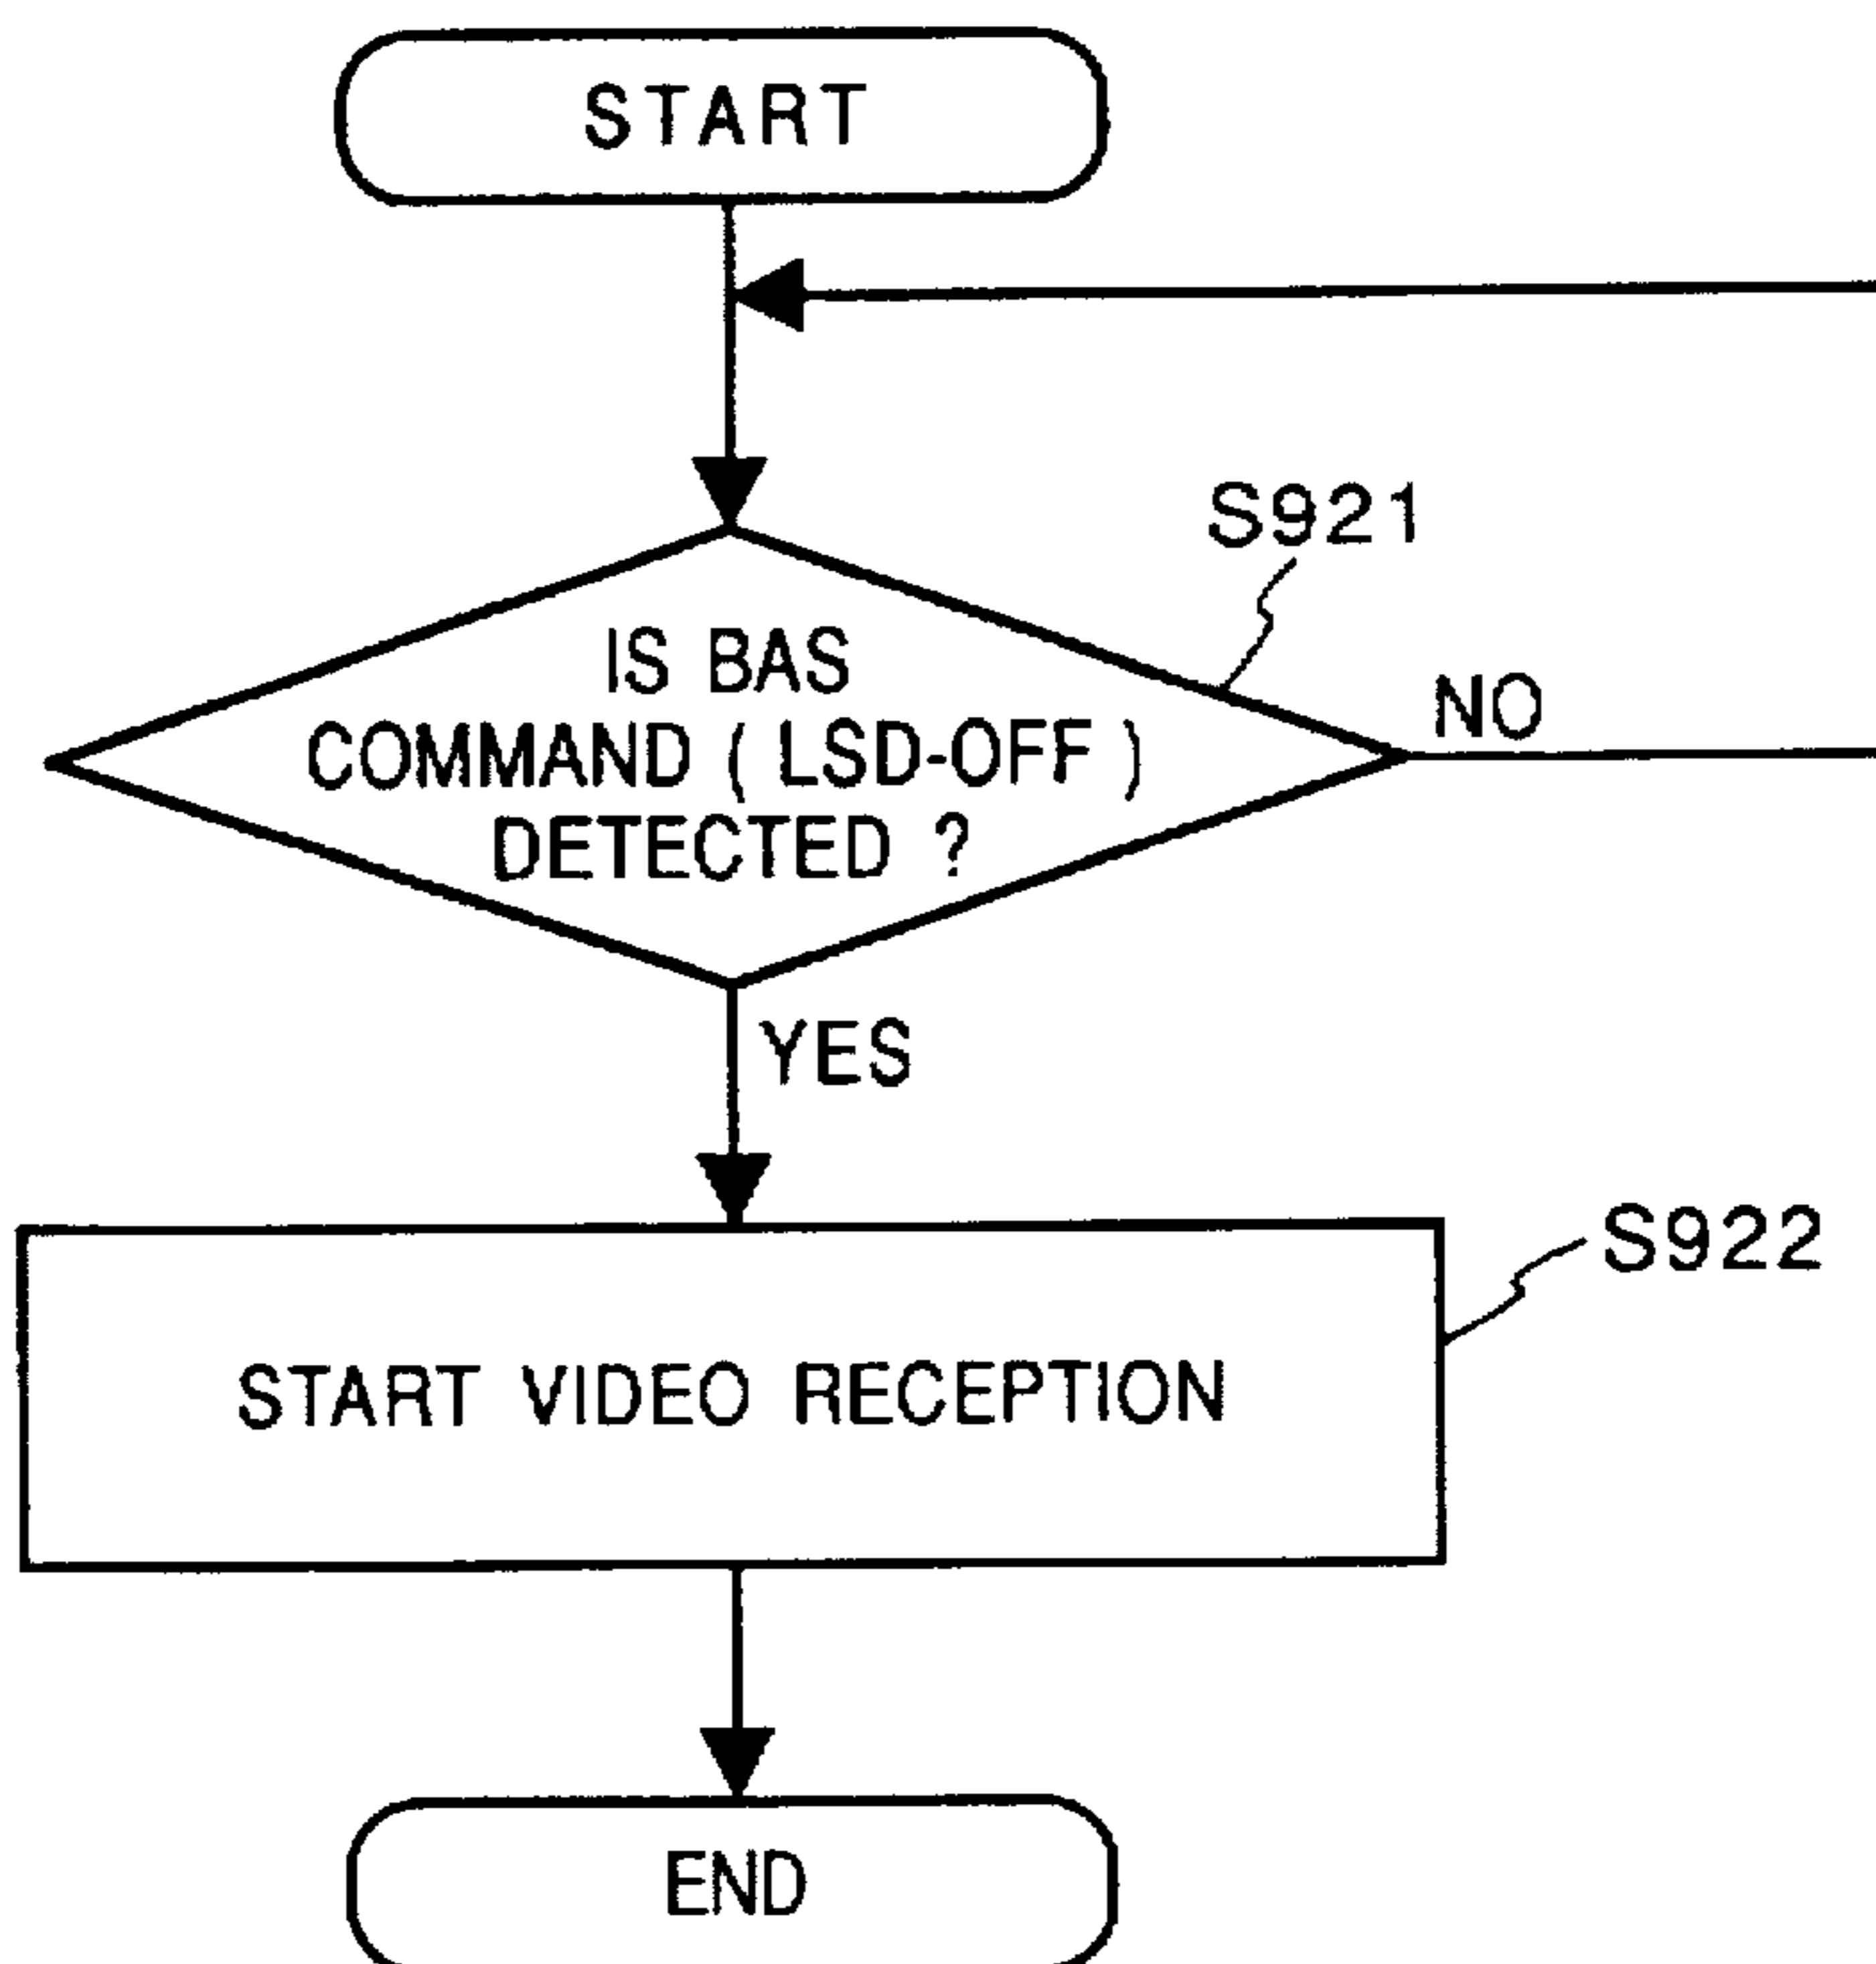 START
S921
IS BAS
NO
COMMAND ( LSD-OFF )
DETECTED ?
YES
S922
START VIDEO RECEPTION
END